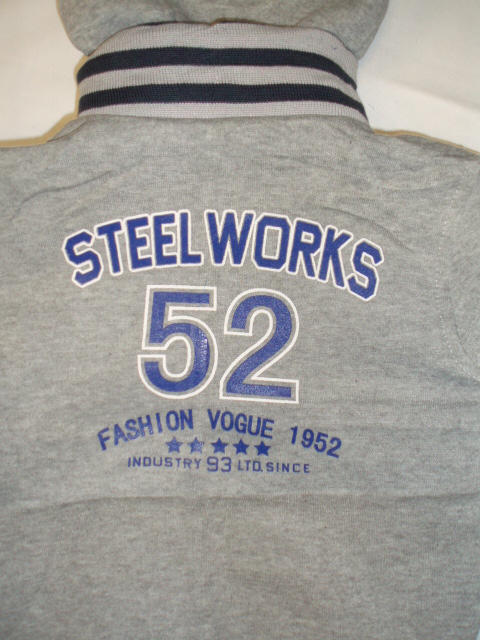 STEELWORKS
52
FASHION VOGUE 1952
INDUSTRY 93 LTD. SINCE